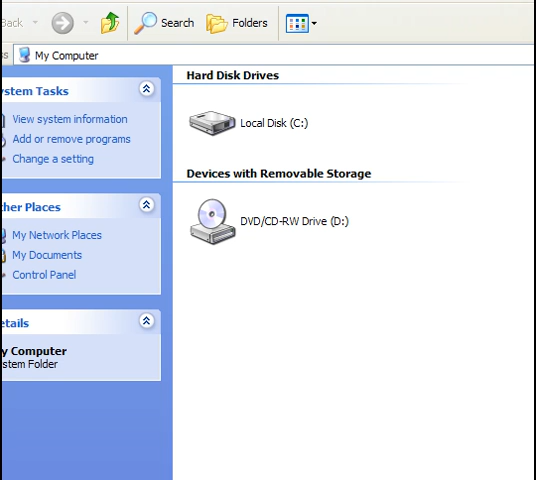 Back Search Folders
ss My Computer
ystem Tasks
View system information
Add or remove programs
Change a setting
ther Places
My Network Places
My Documents
Control Panel
etails
y Computer
stem Folder
Hard Disk Drives
Local Disk (C:)
Devices with Removable Storage
DVD/CD-RW Drive (D:)